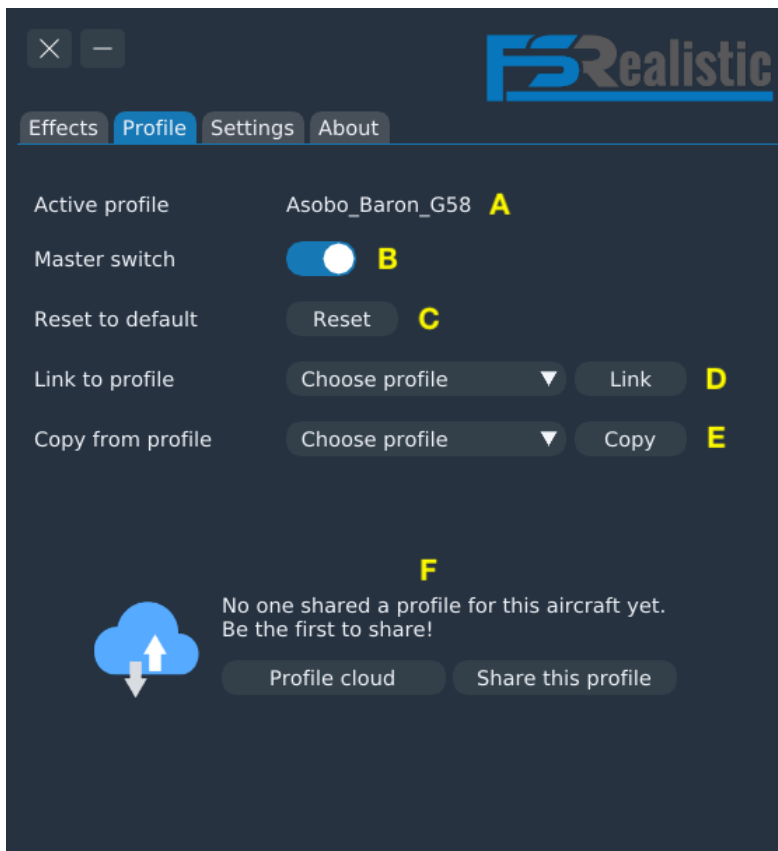 FSRealistic
Effects Profile Settings About
Active profile Asobo_Baron_G58 A
Master switch B
Reset to default Reset C
Link to profile Choose profile Link D
Copy from profile Choose profile Copy E
F
No one shared a profile for this aircraft yet.
Be the first to share!
Profile cloud Share this profile